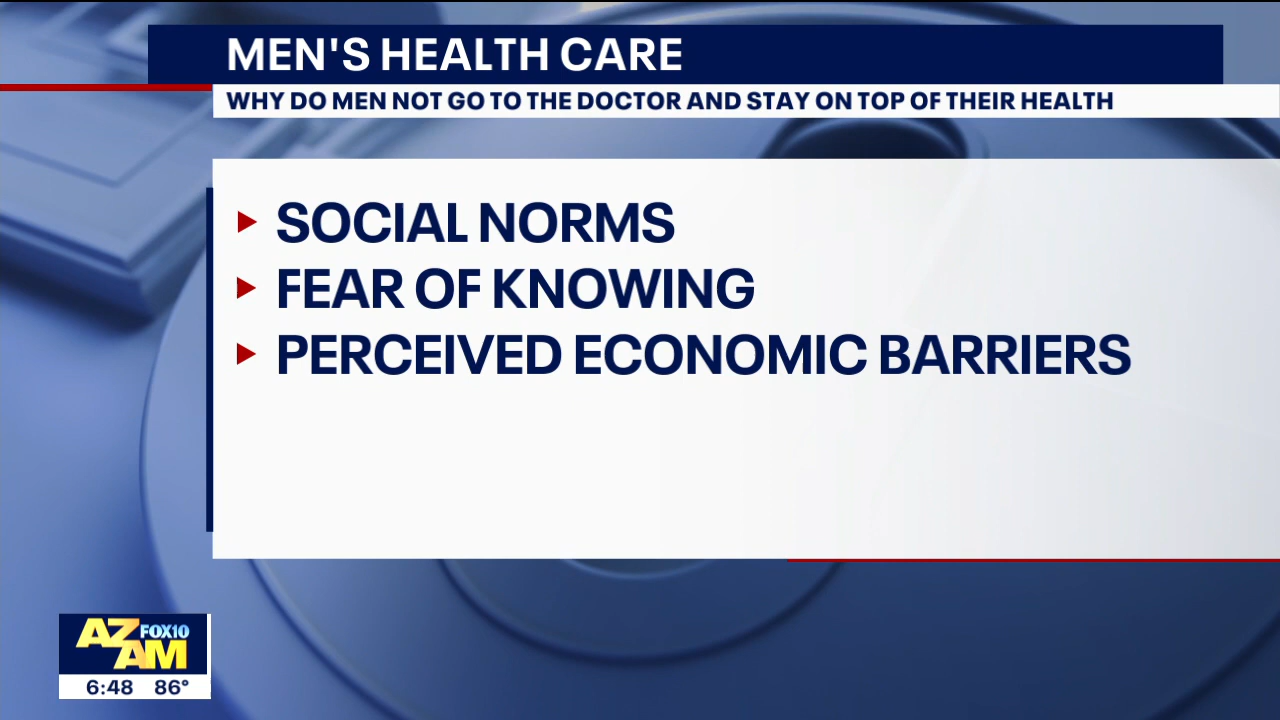 MEN'S HEALTH CARE
WHY DO MEN NOT GO TO THE DOCTOR AND STAY ON TOP OF THEIR HEALTH
SOCIAL NORMS
FEAR OF KNOWING
PERCEIVED ECONOMIC BARRIERS
AZ FOX10
AM
6:48 86°